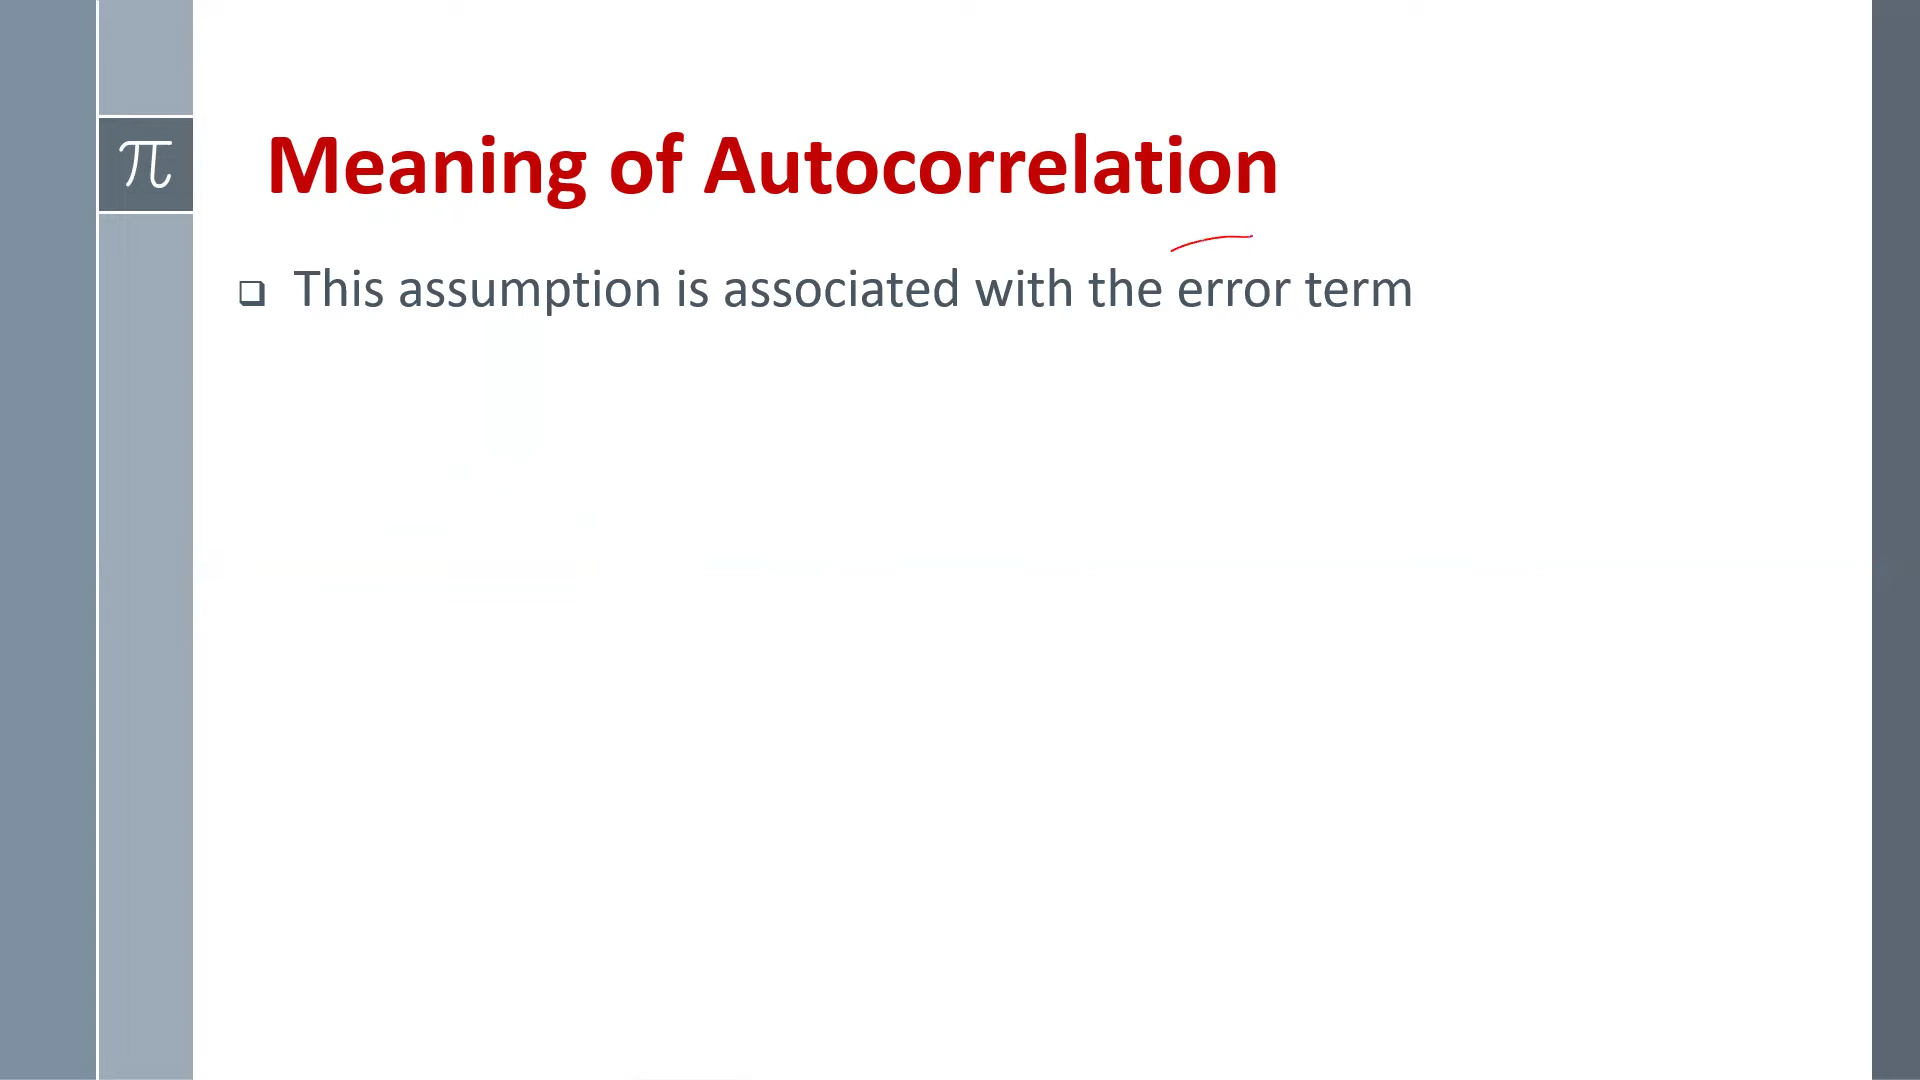 π
Meaning of Autocorrelation
❑ This assumption is associated with the error term